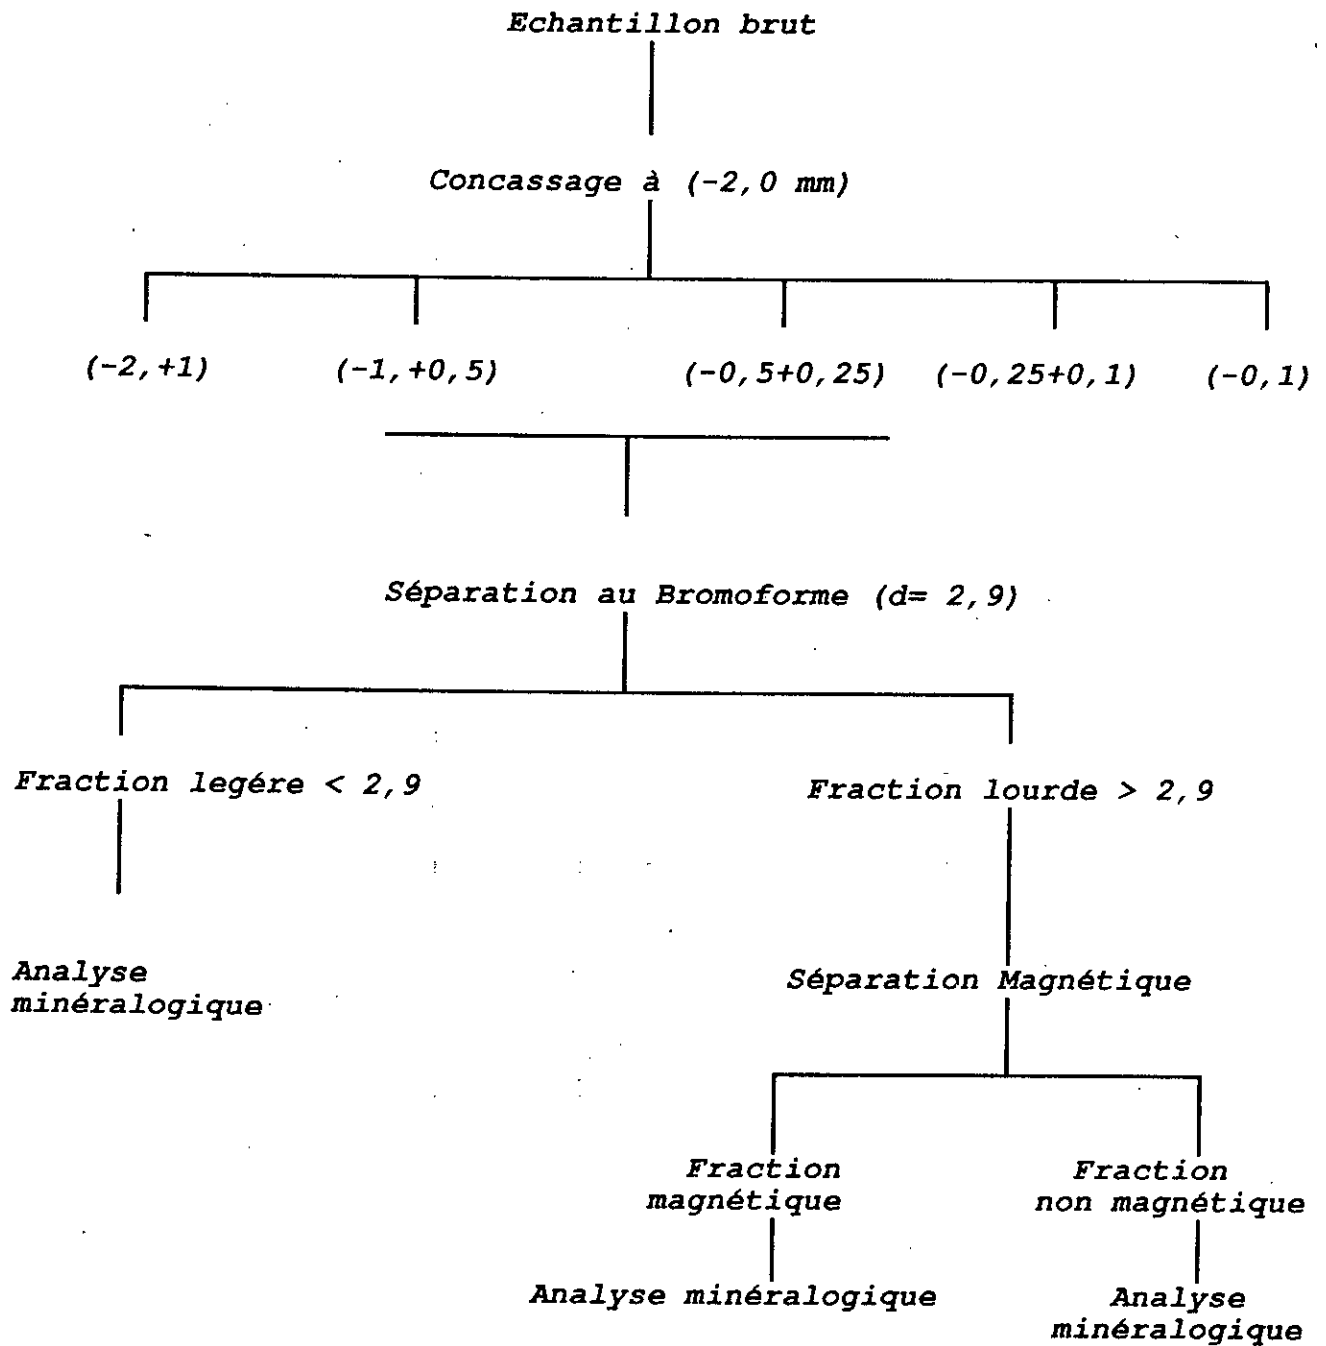 Echantillon brut
Concassage à (-2,0 mm)
(-2,+1) (-1,+0,5) (-0,5+0,25) (-0,25+0,1) (-0,1)
Séparation au Bromoforme (d= 2,9)
Fraction legére < 2,9
Fraction lourde > 2,9
Analyse
minéralogique
Séparation Magnétique
Fraction
magnétique
Fraction
non magnétique
Analyse minéralogique
Analyse
minéralogique